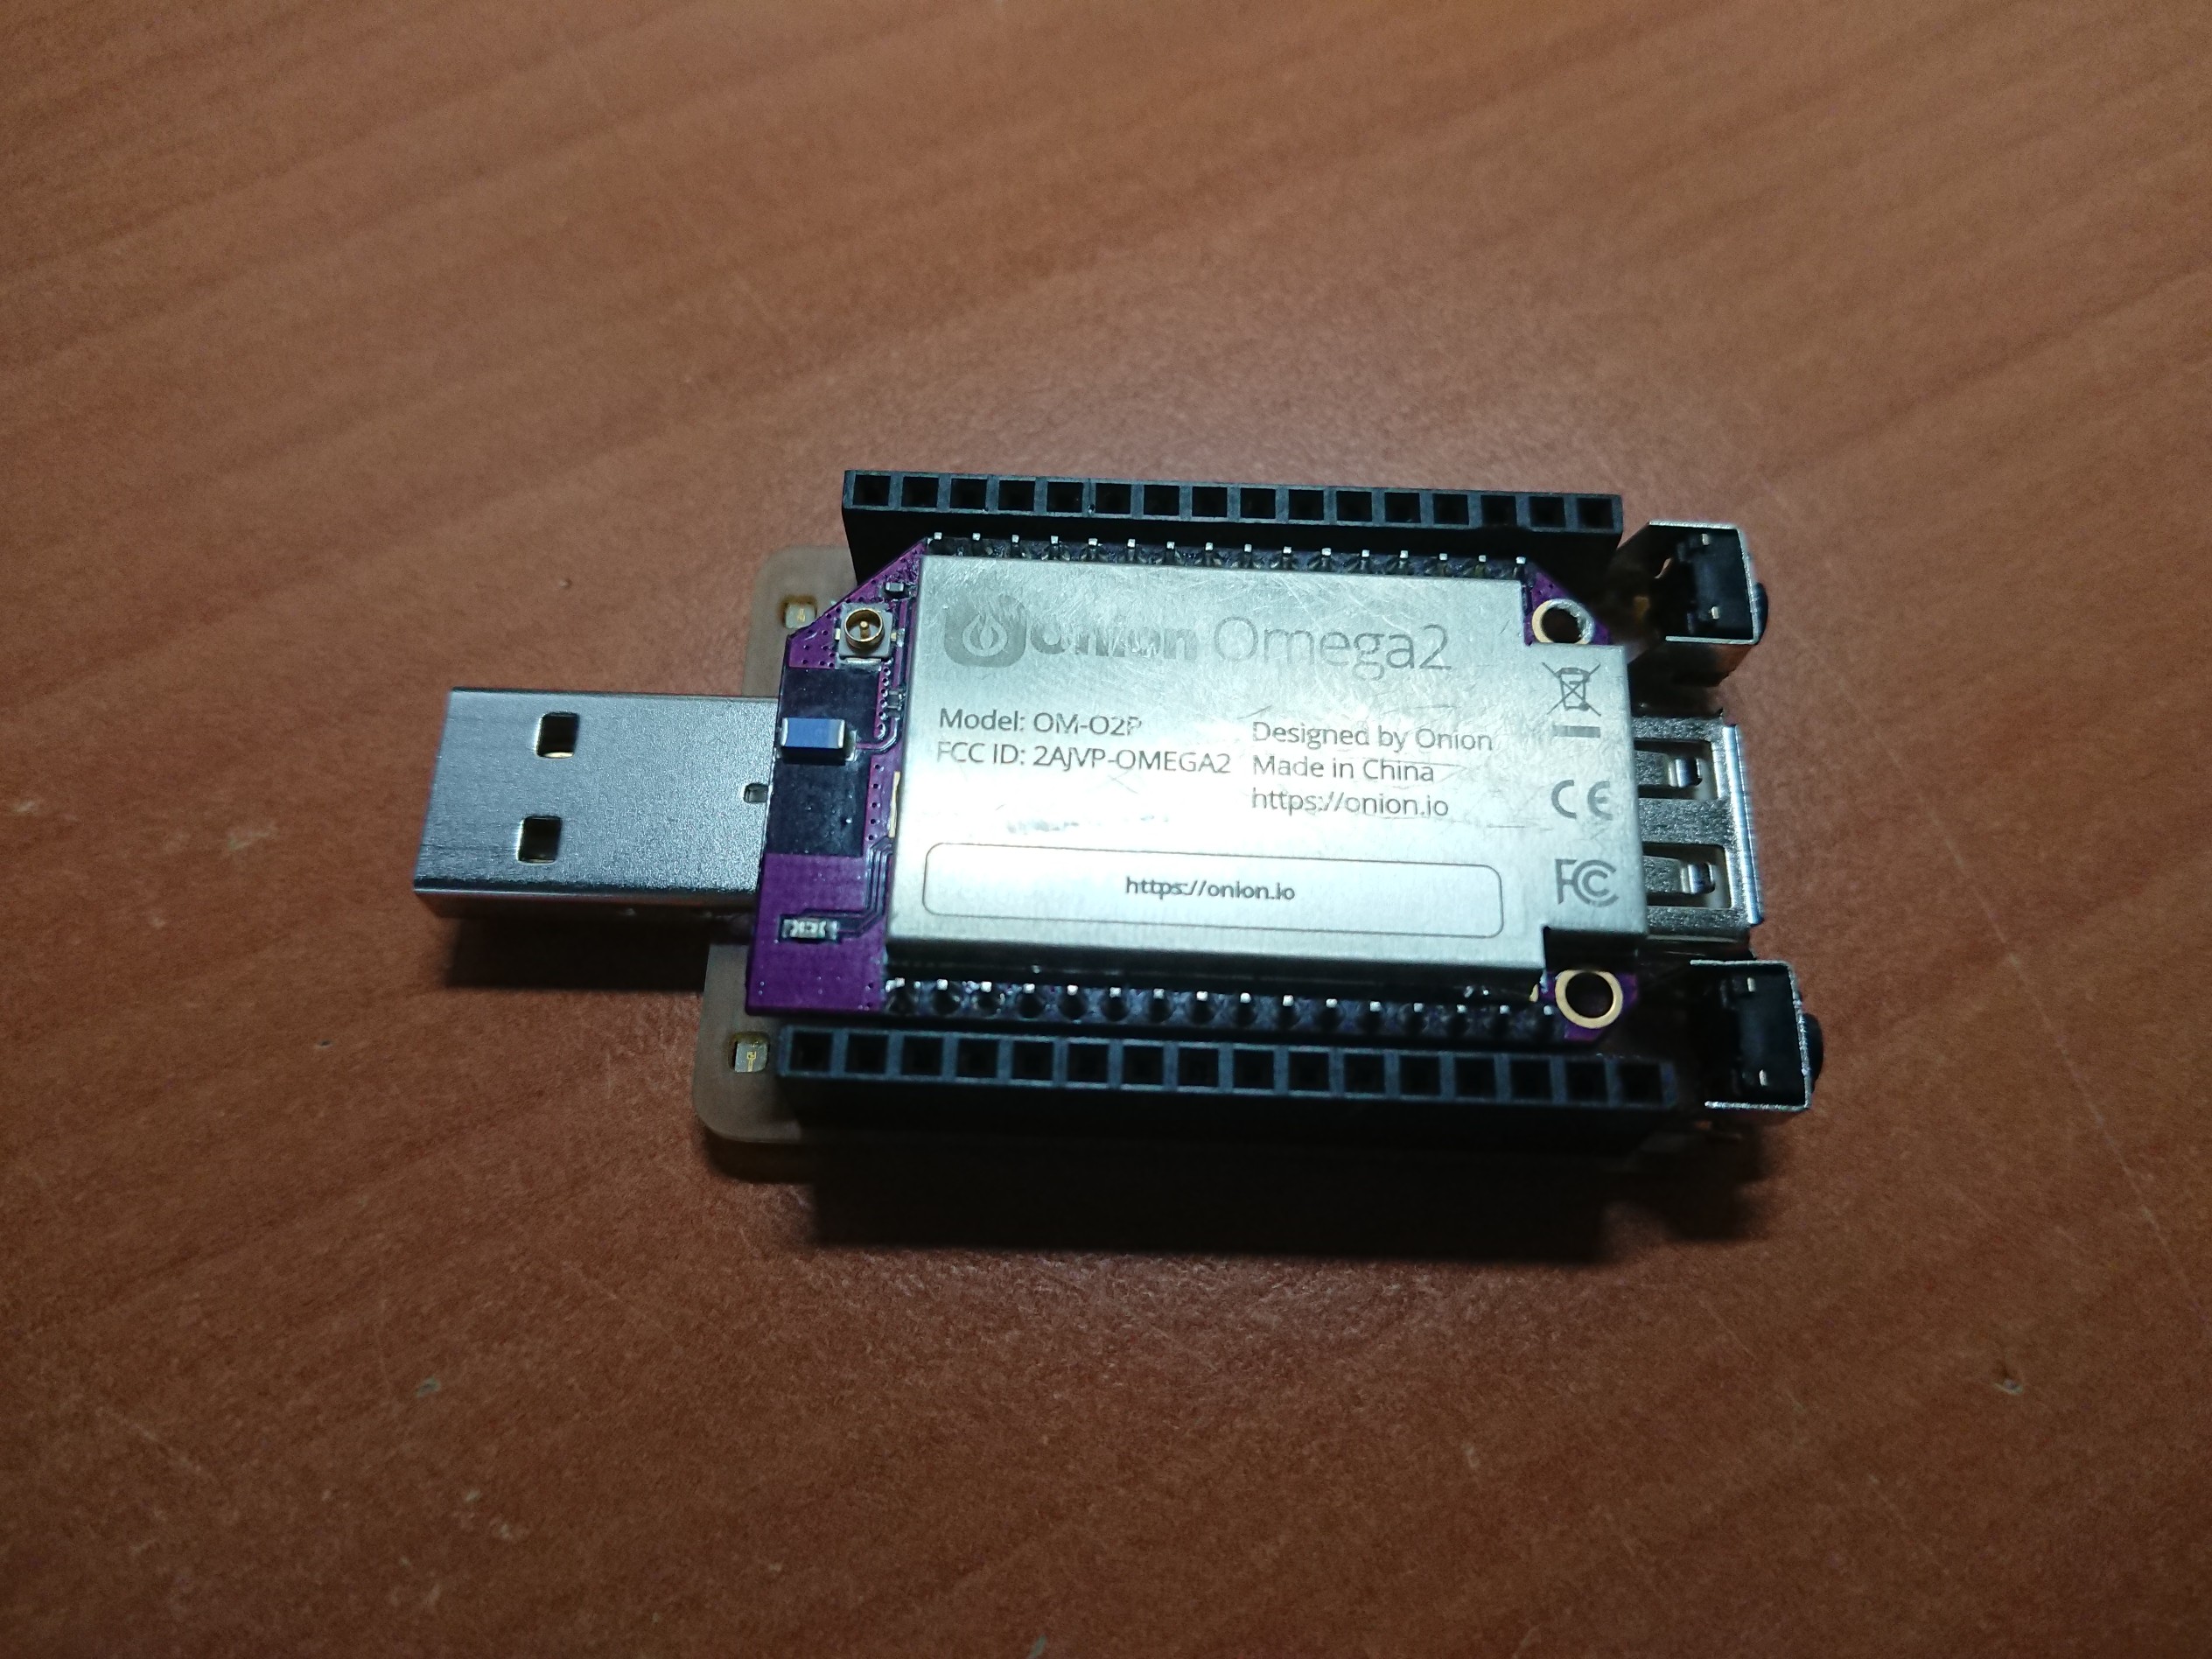 Onion Omega2
Model: OM-O2P
FCC ID: 2AJVP-OMEGA2
Designed by Onion
Made in China
https://onion.io
CE
FC
https://onion.io